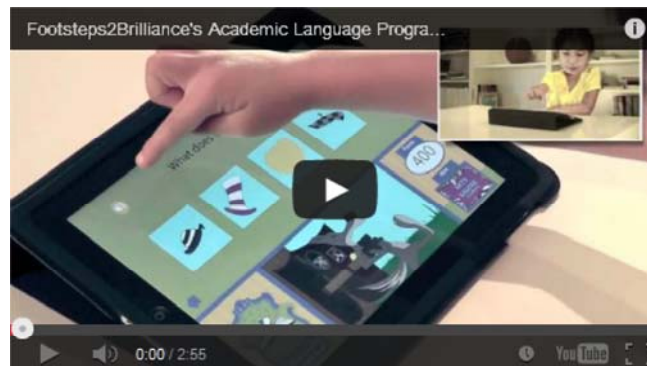 Footsteps2Brilliance's Academic Language Progra...
What does
400
0:00 / 2:55
YouTube